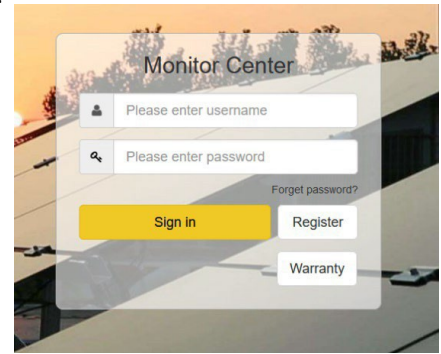 Monitor Center
Please enter username
Please enter password
Forget password?
Sign in Register
Warranty